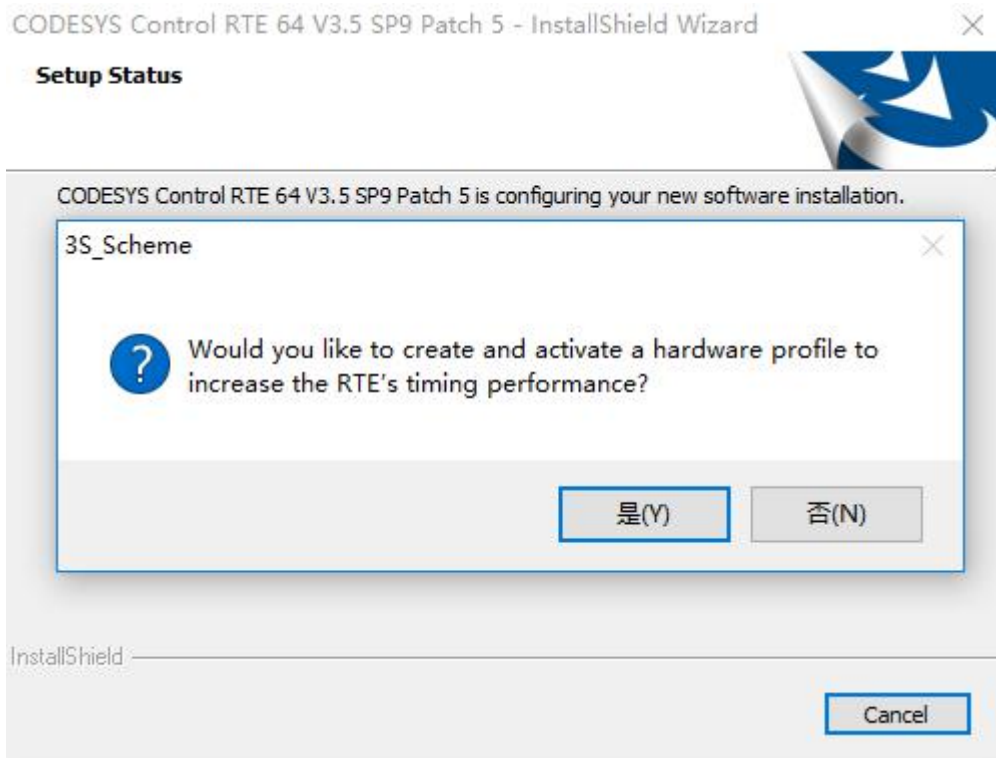 CODESYS Control RTE 64 V3.5 SP9 Patch 5 - InstallShield Wizard
Setup Status
CODESYS Control RTE 64 V3.5 SP9 Patch 5 is configuring your new software installation.
3S_Scheme
Would you like to create and activate a hardware profile to
increase the RTE's timing performance?
是(Y) 否(N)
InstallShield
Cancel